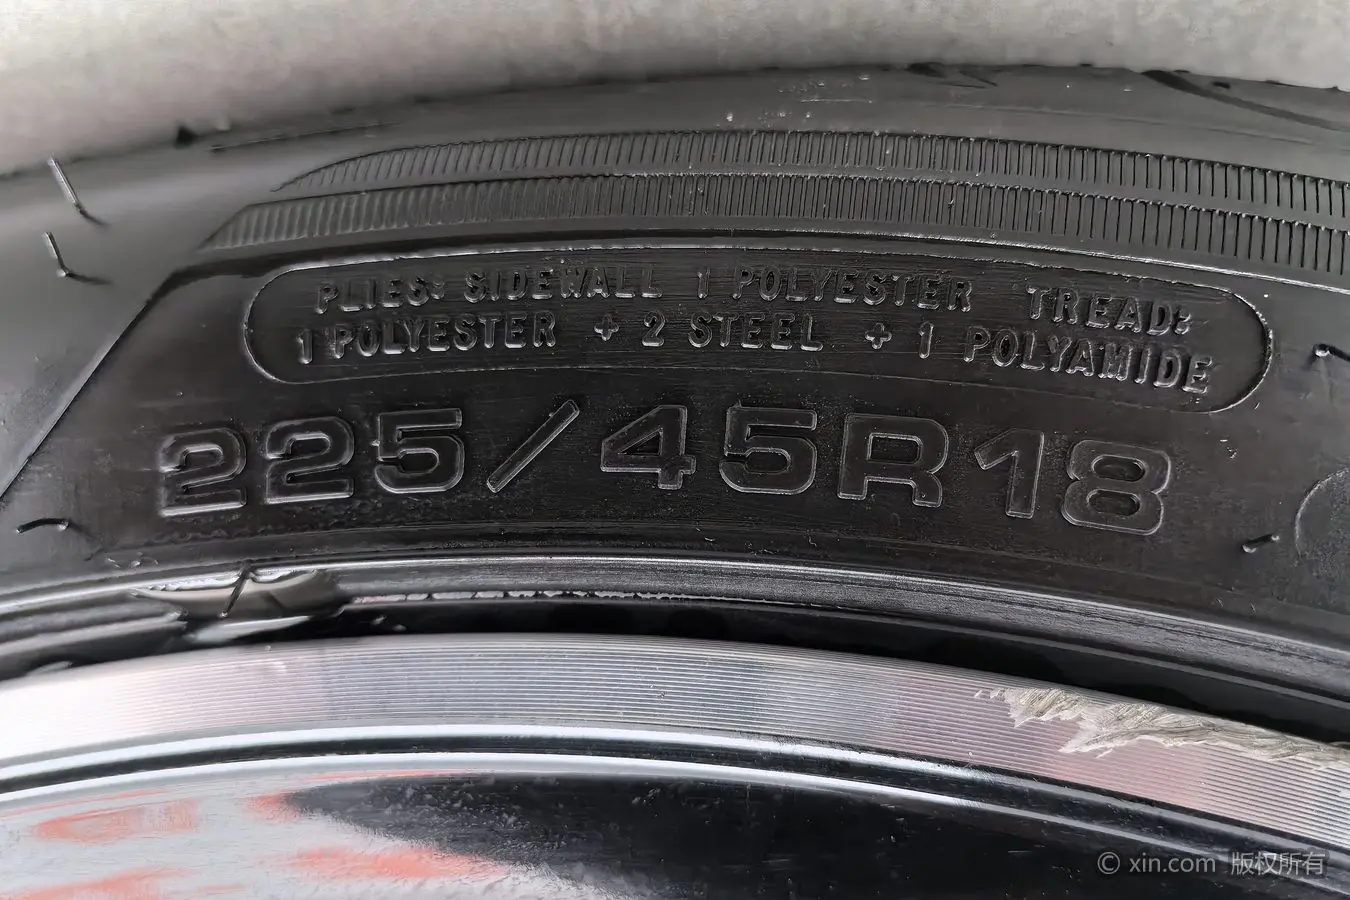 PLIES: SIDEWALL 1 POLYESTER TREAD:
1 POLYESTER + 2 STEEL + 1 POLYAMIDE
225/45R18
© xin.com 版权所有